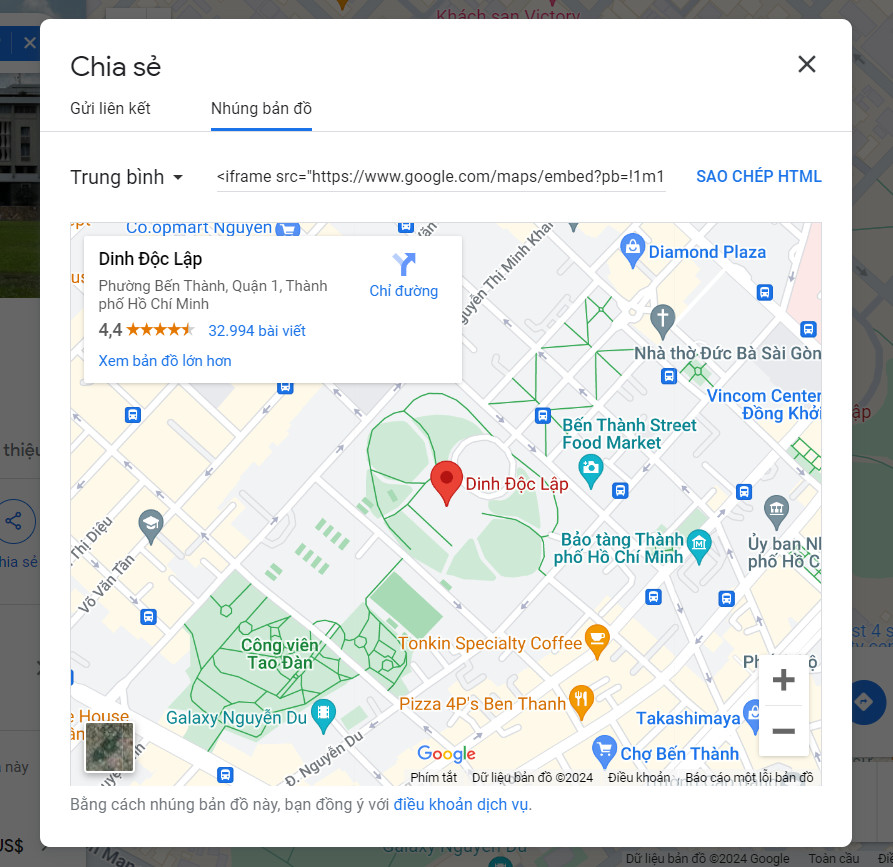 Khách sạn Victory
Chia sẻ
Gửi liên kết
Nhúng bản đồ
Trung bình
<iframe src="https://www.google.com/maps/embed?pb=!1m1
SAO CHÉP HTML
Co.opmart Nguyen
Dinh Độc Lập
Phường Bến Thành, Quận 1, Thành
phố Hồ Chí Minh
4,4
32.994 bài viết
Xem bản đồ lớn hơn
Chỉ đường
guyễn Thị Minh Khai
Diamond Plaza
Nhà thờ Đức Bà Sài Gòn
Vincom Center
Đồng Khởi
Bến Thành Street
Food Market
Dinh Độc Lập
Bảo tàng Thành
phố Hồ Chí Minh
Ủy ban Nh
phố Hồ C
Thị Diệu
Võ Văn Tần
Công viên
Tao Đàn
Tonkin Specialty Coffee
Pizza 4P's Ben Thanh
e House
Galaxy Nguyễn Du
Đ. Nguyễn Du
Takashimaya
Chợ Bến Thành
Google
Phím tắt
Dữ liệu bản đồ ©2024
Điều khoản
Báo cáo một lỗi bản đồ
Bằng cách nhúng bản đồ này, bạn đồng ý với điều khoản dịch vụ.
thiệu
hia sẻ
này
US$
Galaxy Nguyễn Du
Dữ liệu bản đồ ©2024 Google
Toàn cầu